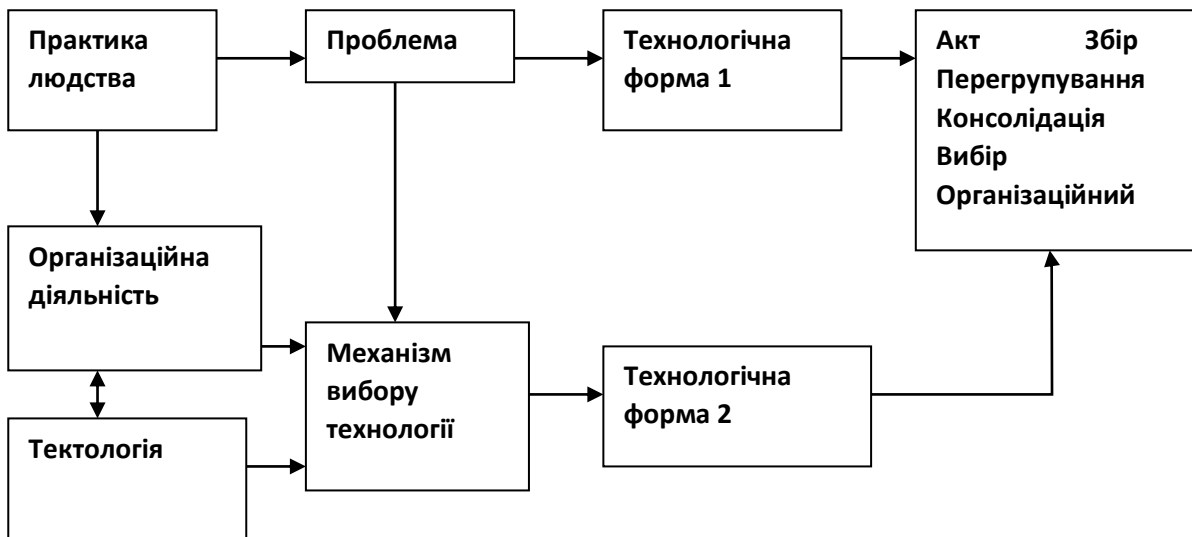 Практика
людства
Проблема
Технологічна
форма 1
Акт Збір
Перегрупування
Консолідація
Вибір
Організаційний
Організаційна
діяльність
Механізм
вибору
технології
Технологічна
форма 2
Тектологія